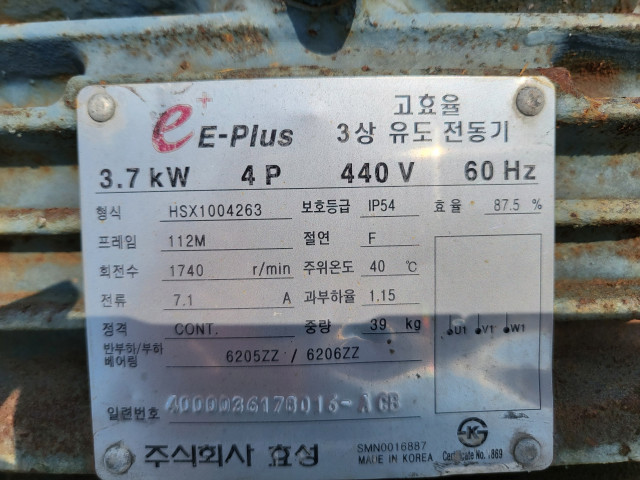 고효율
e+ E-Plus 3상 유도 전동기
3.7 kW 4 P 440 V 60 Hz
형식 HSX1004263 보호등급 IP54 효율 87.5 %
프레임 112M 절연 F
회전수 1740 r/min 주위온도 40 ℃
전류 7.1 A 과부하율 1.15
정격 CONT. 중량 39 kg
U1 V1 W1
반부하/부하
베어링 6205ZZ / 6206ZZ
일련번호
주식회사 효성
SMN0016887
MADE IN KOREA
Certificate No.